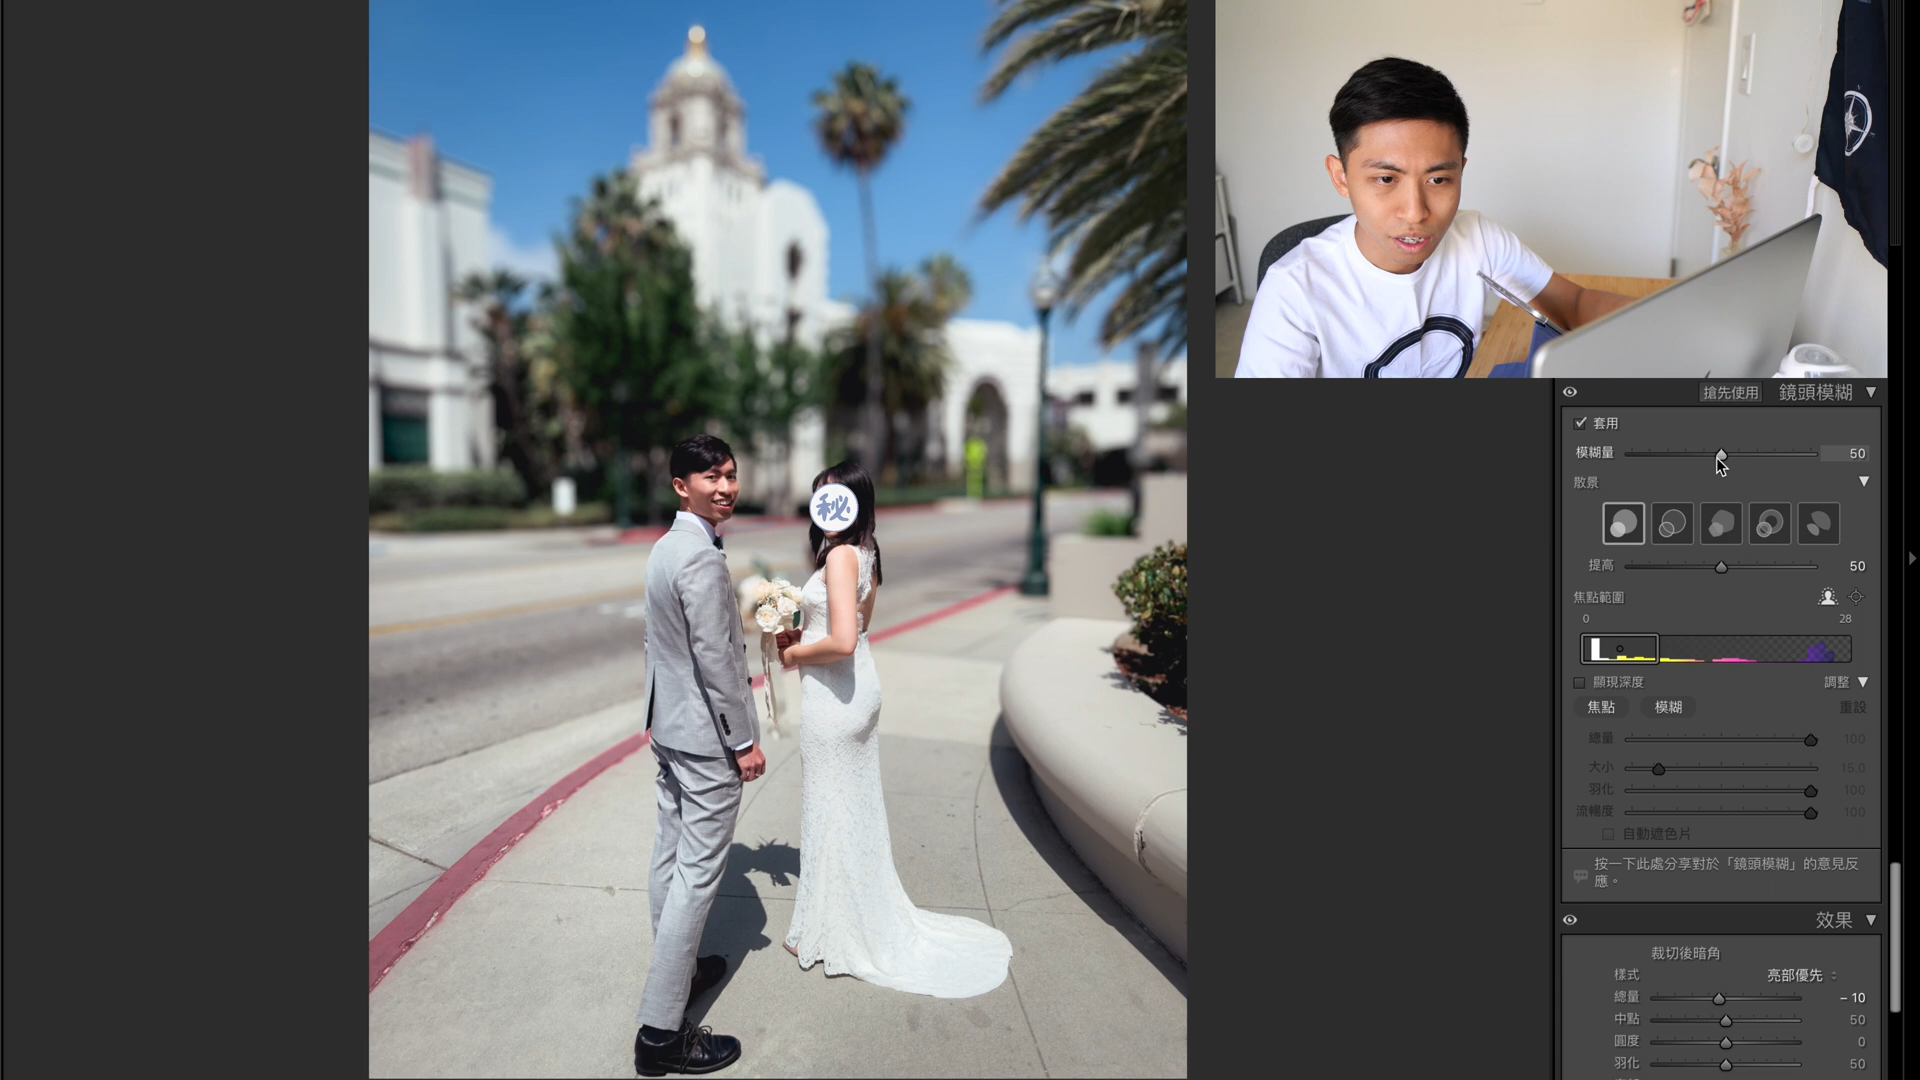 秘
搶先使用 鏡頭模糊
套用
模糊量 50
散景
提高 50
焦點範圍
0 28
顯現深度 調整
焦點 模糊 重設
總量 100
大小 15.0
羽化 100
流暢度 100
自動遮色片
按一下此處分享對於「鏡頭模糊」的意見反
應。
效果
裁切後暗角
樣式 亮部優先
總量 – 10
中點 50
圓度 0
羽化 50